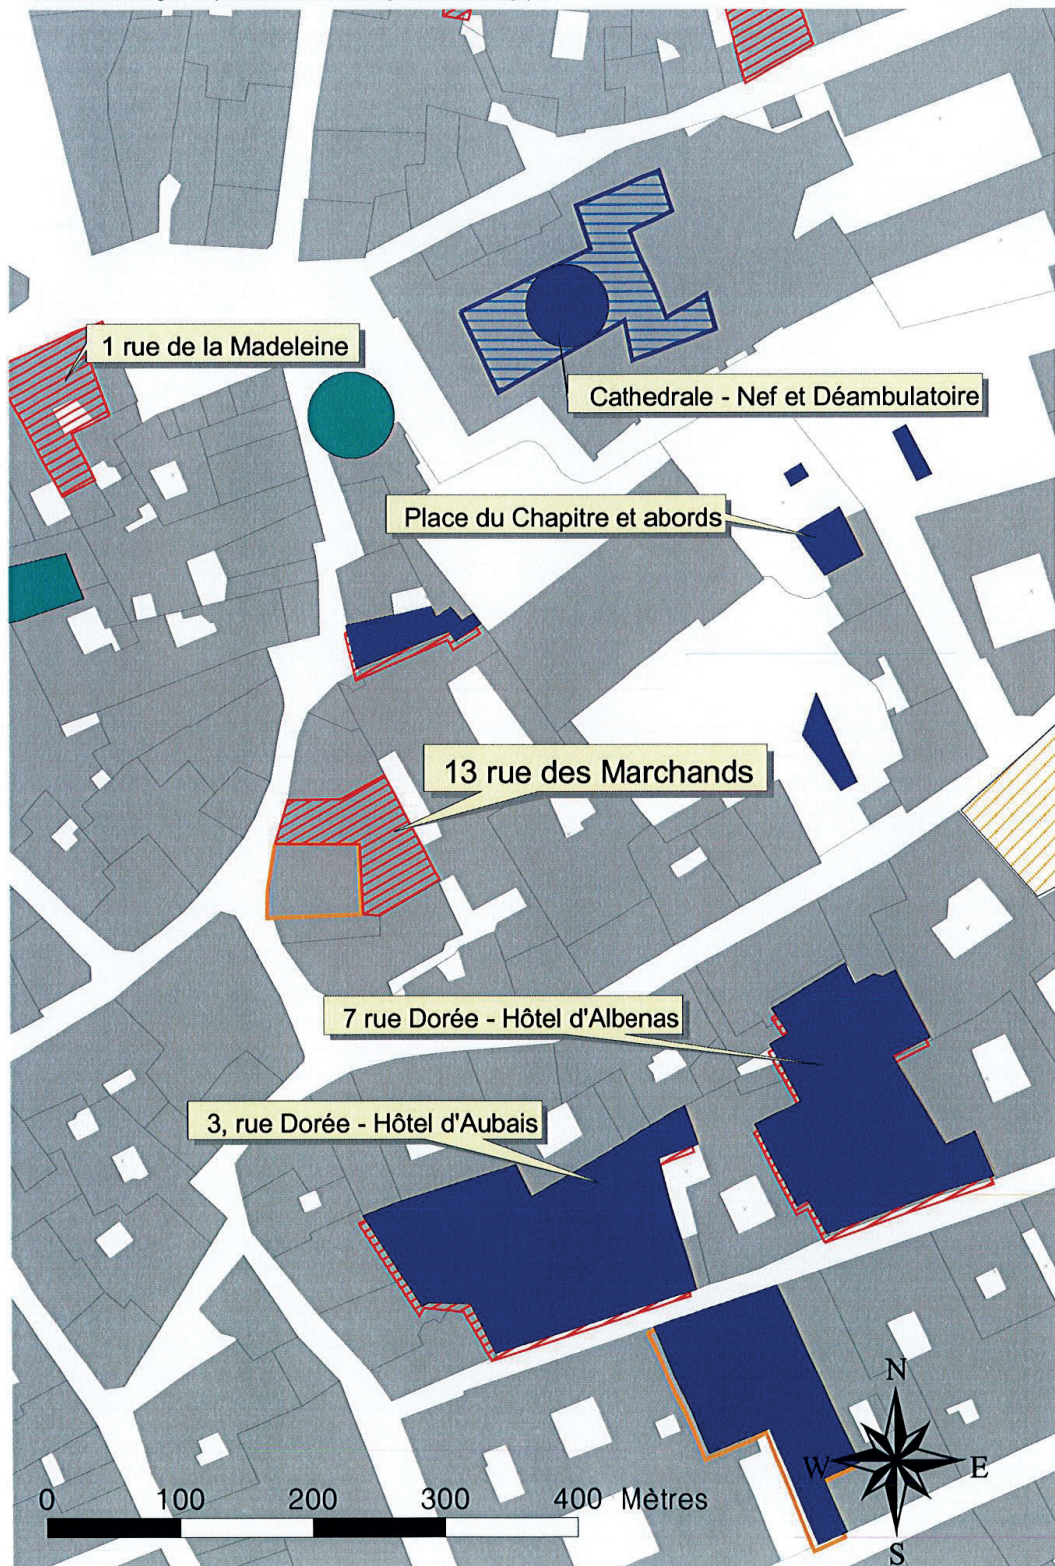 1 rue de la Madeleine
Cathedrale - Nef et Déambulatoire
Place du Chapitre et abords
13 rue des Marchands
7 rue Dorée - Hôtel d'Albenas
3, rue Dorée - Hôtel d'Aubais
N
W E
S
0 100 200 300 400 Mètres